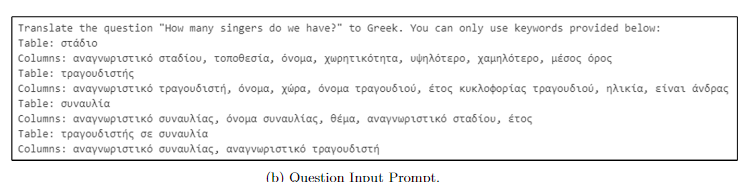 Translate the question "How many singers do we have?" to Greek. You can only use keywords provided below:
Table: στάδιο
Columns: αναγνωριστικό σταδίου, τοποθεσία, όνομα, χωρητικότητα, υψηλότερο, χαμηλότερο, μέσος όρος
Table: τραγουδιστής
Columns: αναγνωριστικό τραγουδιστή, όνομα, χώρα, όνομα τραγουδιού, έτος κυκλοφορίας τραγουδιού, ηλικία, είναι άνδρας
Table: συναυλία
Columns: αναγνωριστικό συναυλίας, όνομα συναυλίας, θέμα, αναγνωριστικό σταδίου, έτος
Table: τραγουδιστής σε συναυλία
Columns: αναγνωριστικό συναυλίας, αναγνωριστικό τραγουδιστή
(b) Question Input Prompt.